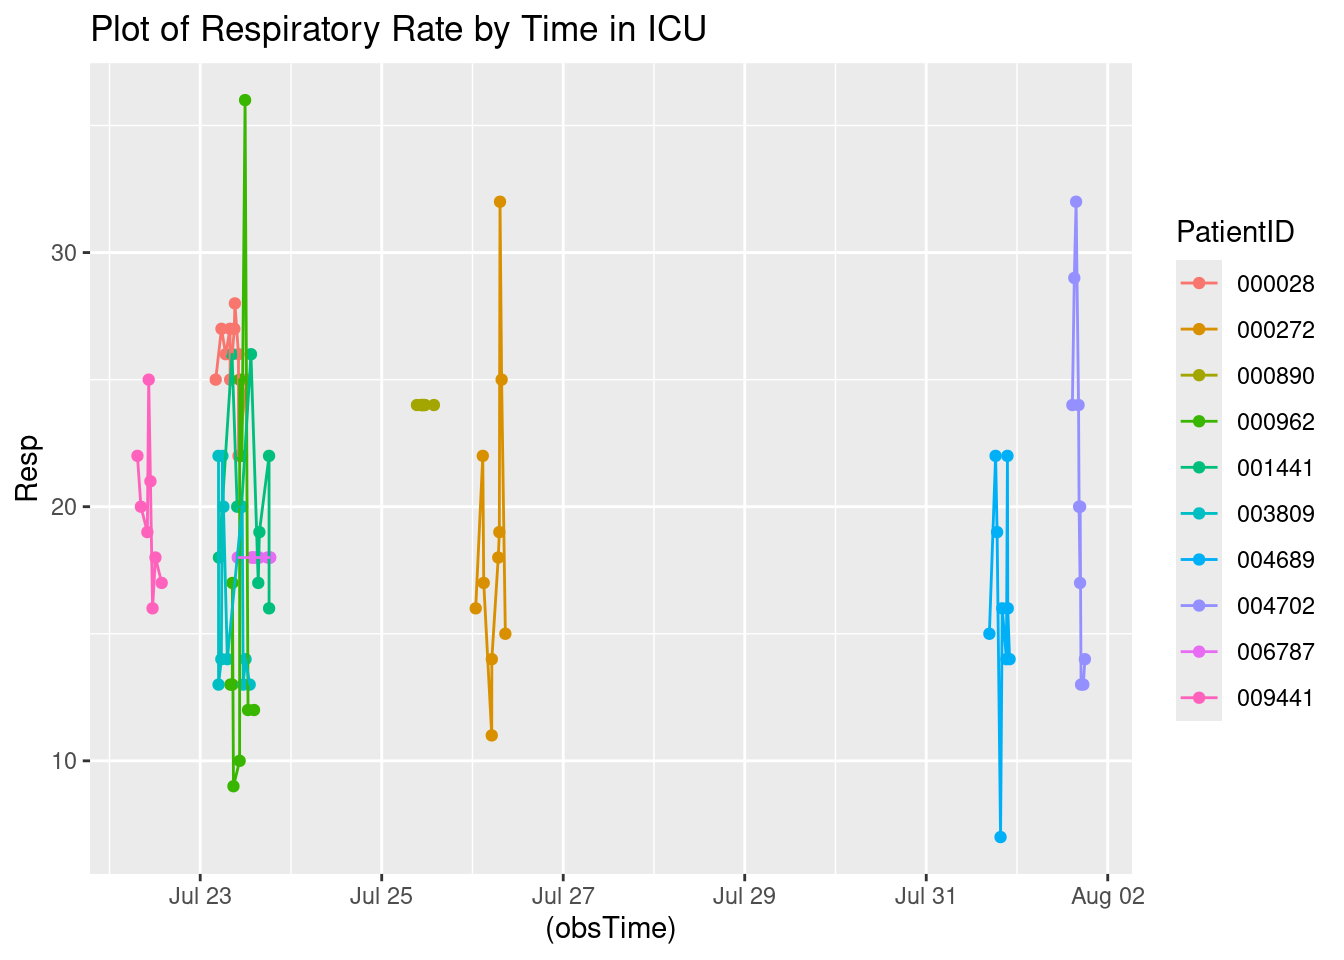 Plot of Respiratory Rate by Time in ICU
Resp
30
20
10
Jul 23
Jul 25
Jul 27
Jul 29
Jul 31
Aug 02
(obsTime)
PatientID
000028
000272
000890
000962
001441
003809
004689
004702
006787
009441